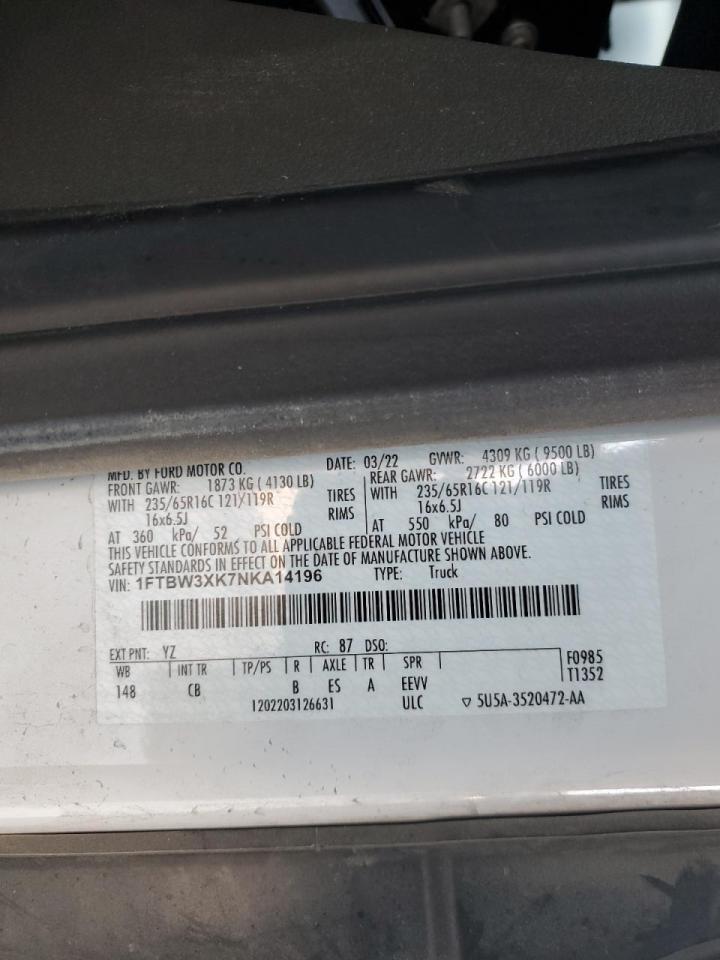 MFD. BY FORD MOTOR CO. DATE: 03/22 GVWR: 4309 KG ( 9500 LB)
FRONT GAWR: 1873 KG ( 4130 LB) REAR GAWR: 2722 KG ( 6000 LB)
WITH 235/65R16C 121/119R TIRES WITH 235/65R16C 121/119R TIRES
16x6.5J RIMS 16x6.5J RIMS
AT 360 kPa/ 52 PSI COLD AT 550 kPa/ 80 PSI COLD
THIS VEHICLE CONFORMS TO ALL APPLICABLE FEDERAL MOTOR VEHICLE
SAFETY STANDARDS IN EFFECT ON THE DATE OF MANUFACTURE SHOWN ABOVE.
VIN: 1FTBW3XK7NKA14196 TYPE: Truck
EXT PNT: YZ RC: 87 DSO:
WB INT TR TP/PS R AXLE TR SPR F0985
148 CB B ES A EEVV T1352
1202203126631 ULC ▽ 5U5A-3520472-AA